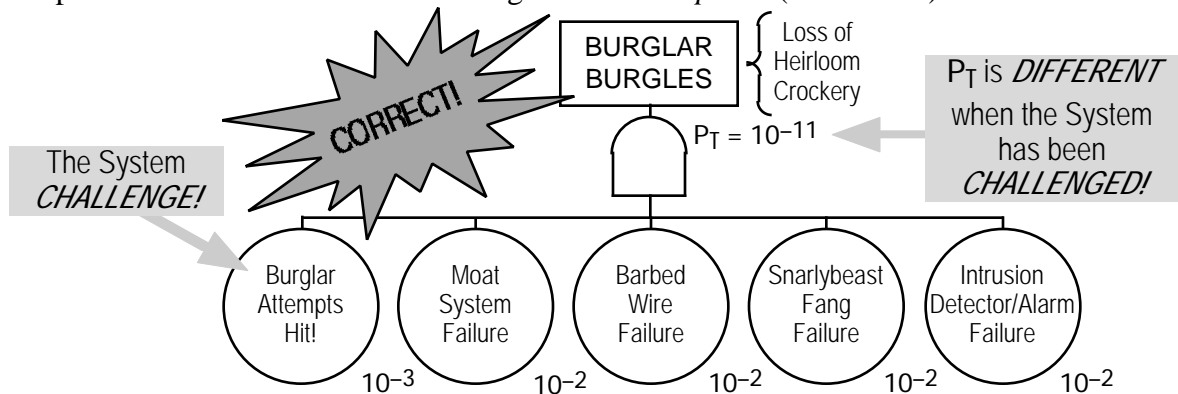 BURGLAR
BURGLES
Loss of
Heirloom
Crockery
CORRECT!
P_T = 10^–11
P_T is DIFFERENT
when the System
has been
CHALLENGED!
The System
CHALLENGE!
Burglar
Attempts
Hit!
10^–3
Moat
System
Failure
10^–2
Barbed
Wire
Failure
10^–2
Snarlybeast
Fang
Failure
10^–2
Intrusion
Detector/Alarm
Failure
10^–2